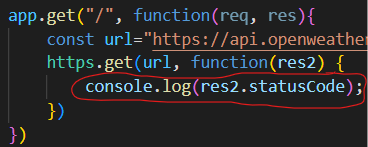 app.get("/", function(req, res){
const url="https://api.openweather
https.get(url, function(res2) {
console.log(res2.statusCode);
})
})